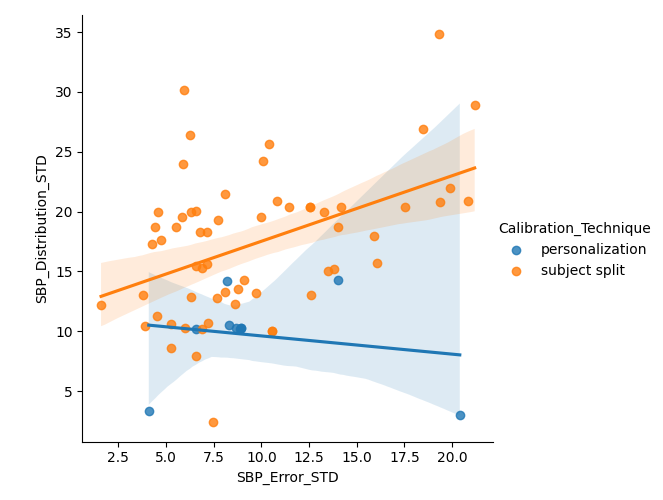 35
30
25
20
15
10
5
SBP_Distribution_STD
2.5 5.0 7.5 10.0 12.5 15.0 17.5 20.0
SBP_Error_STD
Calibration_Technique
personalization
subject split